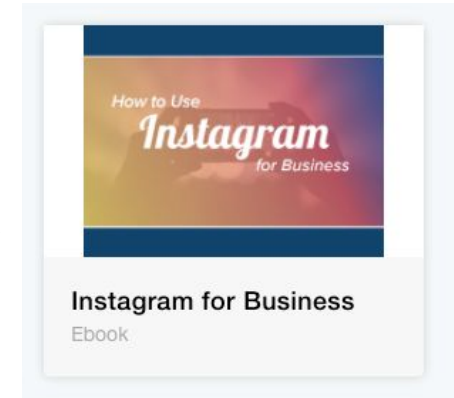 How to Use
Instagram
for Business
Instagram for Business
Ebook